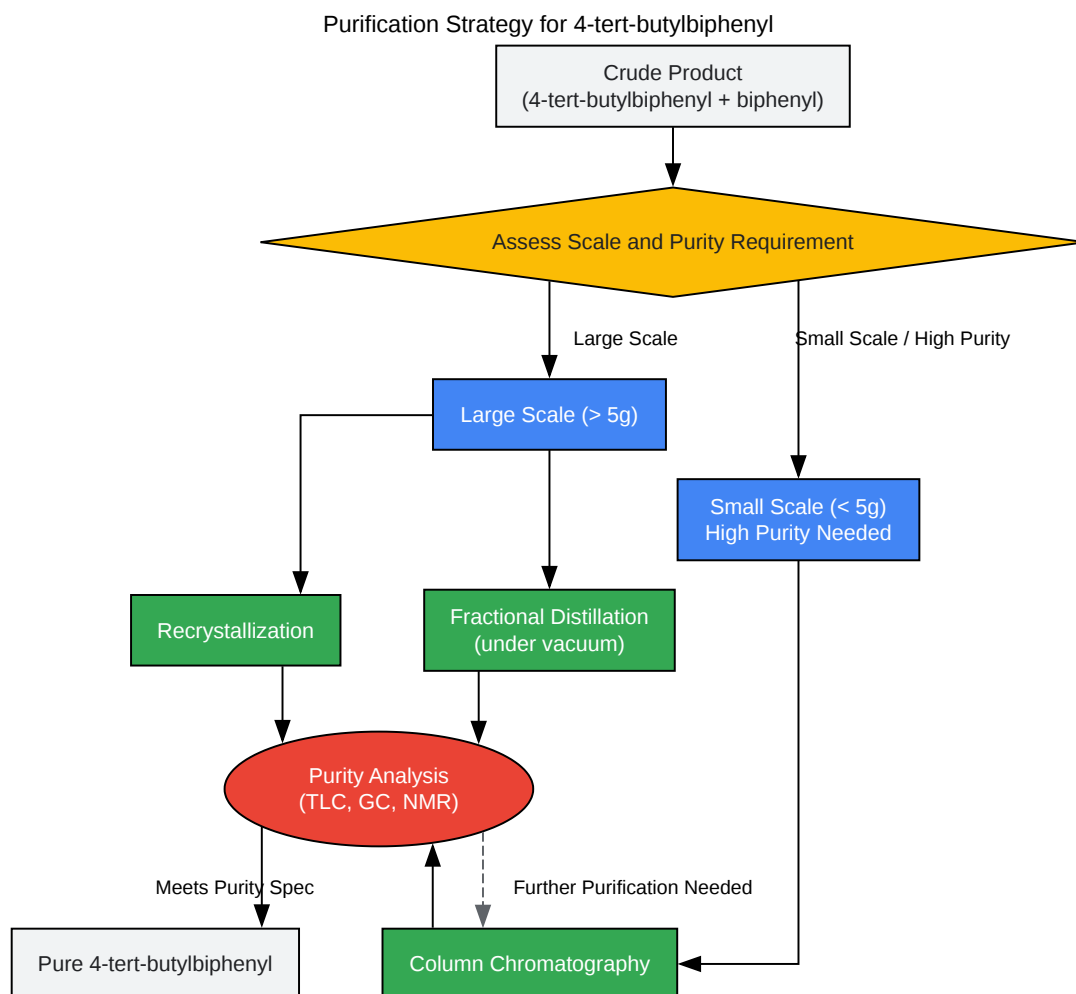 Purification Strategy for 4-tert-butylbiphenyl
Crude Product
(4-tert-butylbiphenyl + biphenyl)
Assess Scale and Purity Requirement
Large Scale
Small Scale / High Purity
Large Scale (> 5g)
Small Scale (< 5g)
High Purity Needed
Recrystallization
Fractional Distillation
(under vacuum)
Purity Analysis
(TLC, GC, NMR)
Meets Purity Spec
Further Purification Needed
Pure 4-tert-butylbiphenyl
Column Chromatography